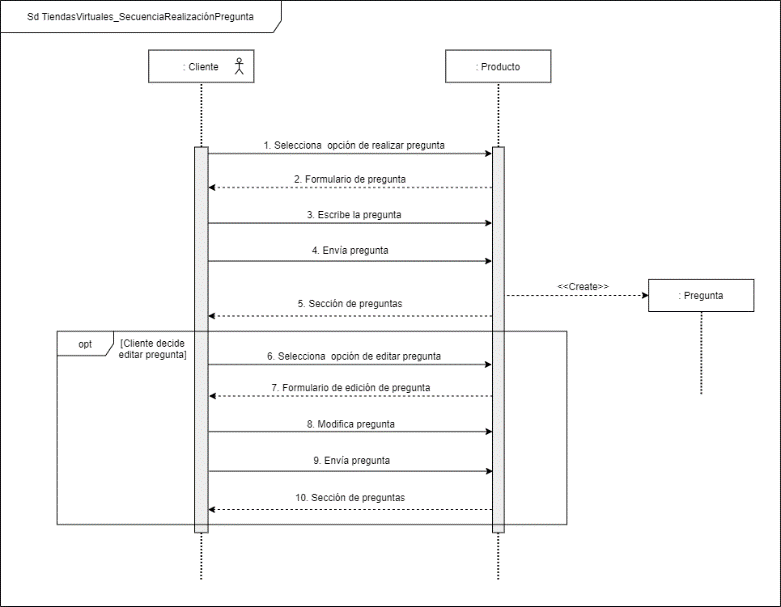 Sd TiendasVirtuales_SecuenciaRealizaciónPregunta
: Cliente
: Producto
1. Selecciona opción de realizar pregunta
2. Formulario de pregunta
3. Escribe la pregunta
4. Envía pregunta
<<Create>>
: Pregunta
5. Sección de preguntas
opt
[Cliente decide
editar pregunta]
6. Selecciona opción de editar pregunta
7. Formulario de edición de pregunta
8. Modifica pregunta
9. Envía pregunta
10. Sección de preguntas